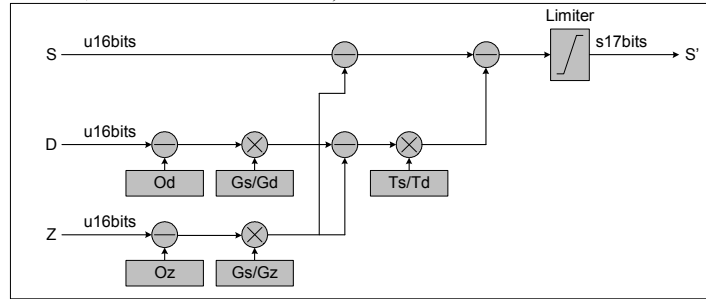 Limiter
S u16bits s17bits S'
D u16bits
Od Gs/Gd Ts/Td
Z u16bits
Oz Gs/Gz